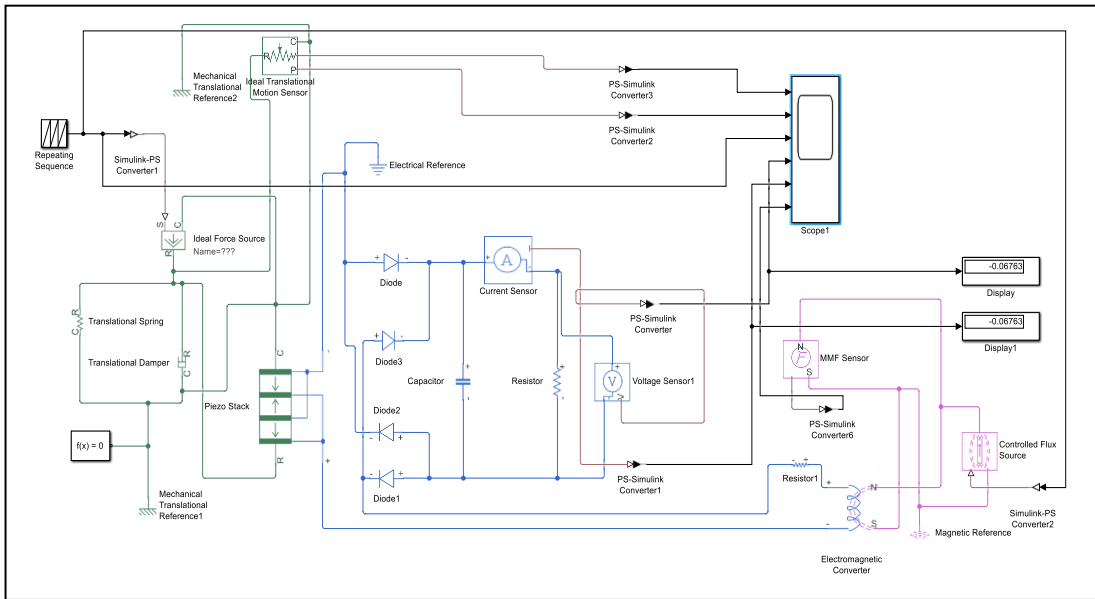 C
R
V
P
Mechanical
Translational
Reference2
Ideal Translational
Motion Sensor
PS-Simulink
Converter3
PS-Simulink
Converter2
Repeating
Sequence
Simulink-PS
Converter1
Electrical Reference
S
C
R
Ideal Force Source
Name=???
Scope1
+
-
Diode
+
A
I
-
Current Sensor
-0.06763
Display
PS-Simulink
Converter
-0.06763
Display1
C R
Translational Spring
Translational Damper
R
C
+
-
Diode3
N
F
S
MMF Sensor
C
R
-
+
Piezo Stack
Capacitor
+
-
Resistor
+
-
+
V
-
V
Voltage Sensor1
Diode2
-
+
PS-Simulink
Converter6
f(x) = 0
-
+
Diode1
PS-Simulink
Converter1
Controlled Flux
Source
-
+
Resistor1
+
-
N
S
Mechanical
Translational
Reference1
Simulink-PS
Converter2
Magnetic Reference
Electromagnetic
Converter